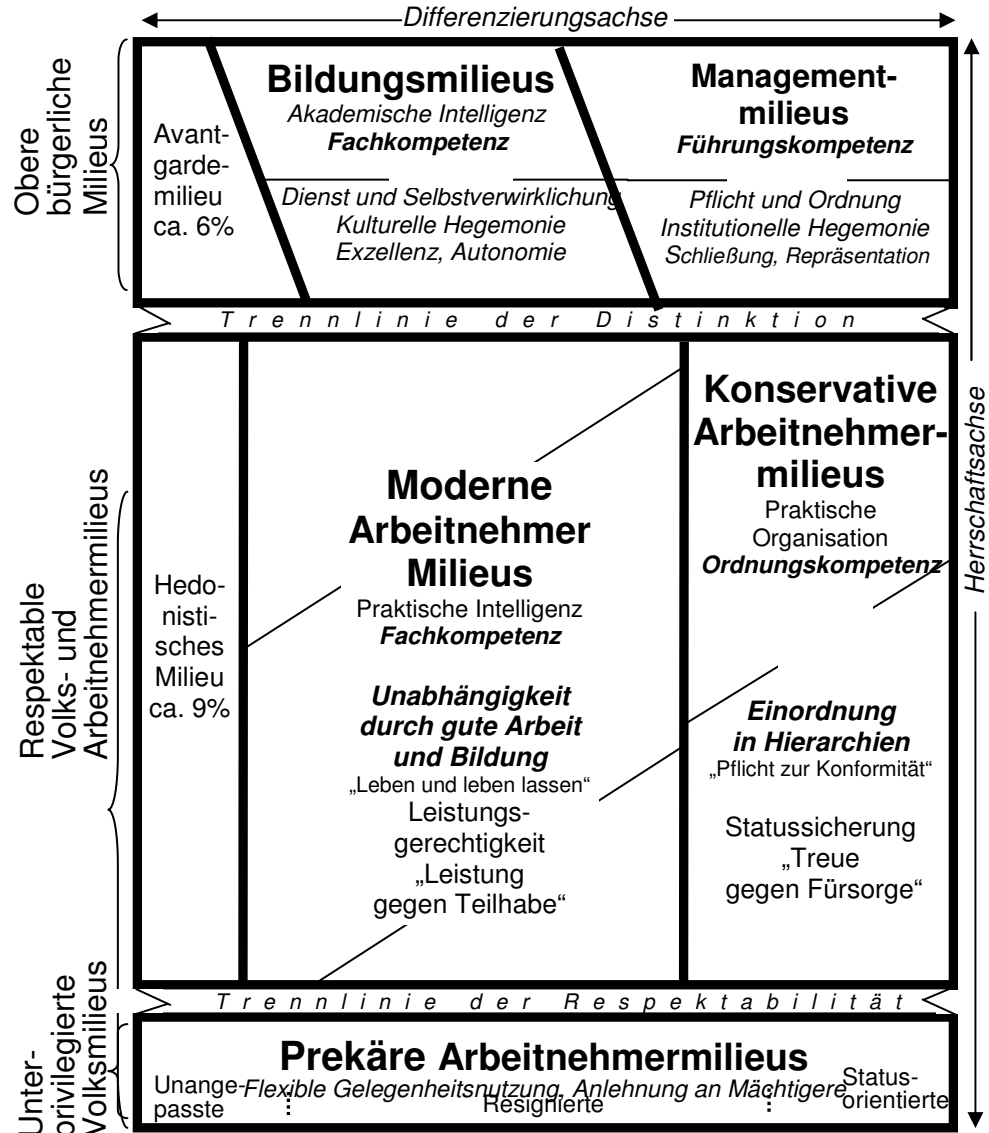 Differenzierungsachse
Obere
bürgerliche
Milieus
Avant-
garde-
milieu
ca. 6%
Bildungsmilieus
Akademische Intelligenz
Fachkompetenz
Dienst und Selbstverwirklichung
Kulturelle Hegemonie
Exzellenz, Autonomie
Management-
milieus
Führungskompetenz
Pflicht und Ordnung
Institutionelle Hegemonie
Schließung, Repräsentation
Trennlinie der Distinktion
Herrschaftsachse
Respektable
Volks- und
Arbeitnehmermilieus
Hedo-
nisti-
sches
Milieu
ca. 9%
Moderne
Arbeitnehmer
Milieus
Praktische Intelligenz
Fachkompetenz
Unabhängigkeit
durch gute Arbeit
und Bildung
„Leben und leben lassen“
Leistungs-
gerechtigkeit
„Leistung
gegen Teilhabe“
Konservative
Arbeitnehmer-
milieus
Praktische
Organisation
Ordnungskompetenz
Einordnung
in Hierarchien
„Pflicht zur Konformität“
Statussicherung
„Treue
gegen Fürsorge“
Trennlinie der Respektabilität
Unter-
privilegierte
Volksmilieus
Prekäre Arbeitnehmermilieus
Flexible Gelegenheitsnutzung, Anlehnung an Mächtigere
Unange-
passte
Resignierte
Status-
orientierte